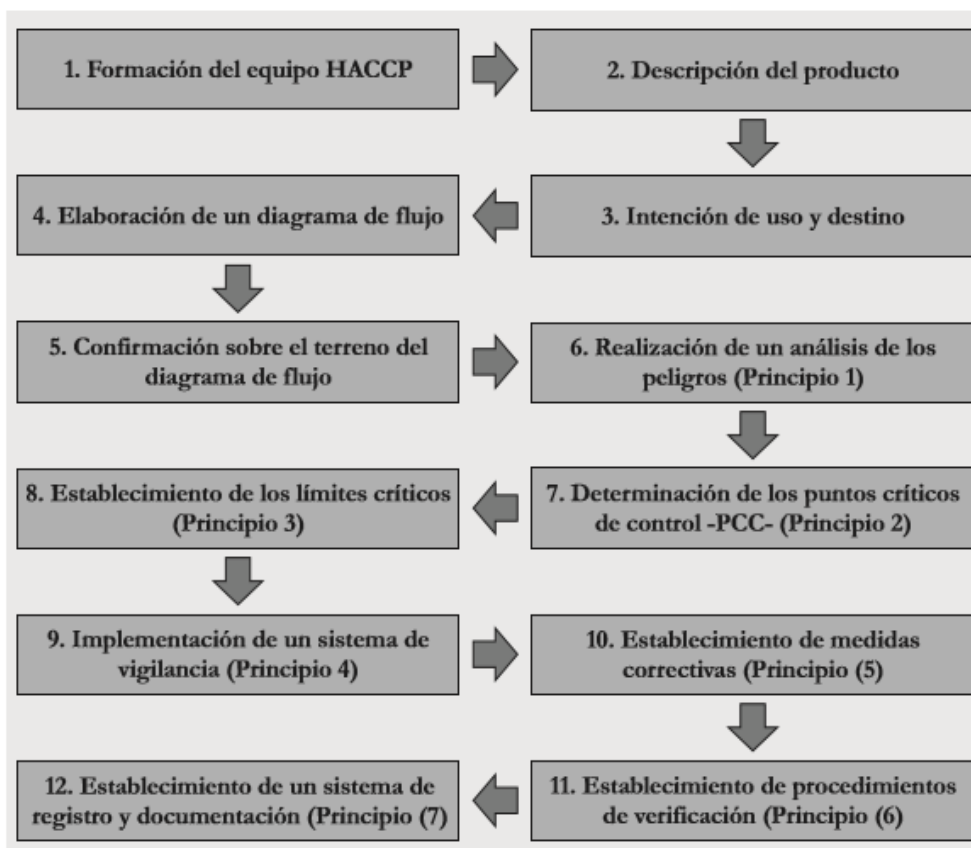 1. Formación del equipo HACCP
2. Descripción del producto
3. Intención de uso y destino
4. Elaboración de un diagrama de flujo
5. Confirmación sobre el terreno del
diagrama de flujo
6. Realización de un análisis de los
peligros (Principio 1)
7. Determinación de los puntos críticos
de control -PCC- (Principio 2)
8. Establecimiento de los límites críticos
(Principio 3)
9. Implementación de un sistema de
vigilancia (Principio 4)
10. Establecimiento de medidas
correctivas (Principio (5)
11. Establecimiento de procedimientos
de verificación (Principio (6)
12. Establecimiento de un sistema de
registro y documentación (Principio (7)